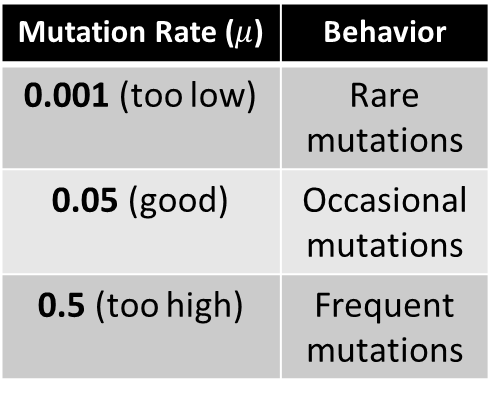 Mutation Rate (μ) Behavior
0.001 (too low) Rare
mutations
0.05 (good) Occasional
mutations
0.5 (too high) Frequent
mutations